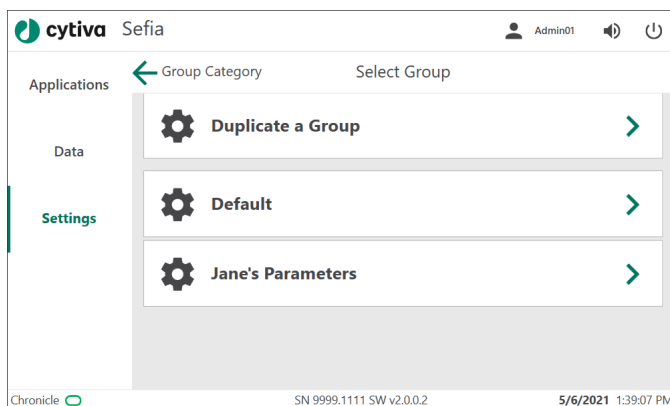 cytiva Sefia Admin01
Applications
Group Category Select Group
Duplicate a Group
Data
Default
Settings
Jane's Parameters
Chronicle SN 9999.1111 SW v2.0.0.2 5/6/2021 1:39:07 PM